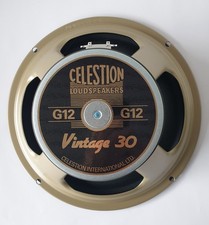 CELESTION
LOUDSPEAKERS
G12 G12
Vintage 30
CELESTION INTERNATIONAL LTD.